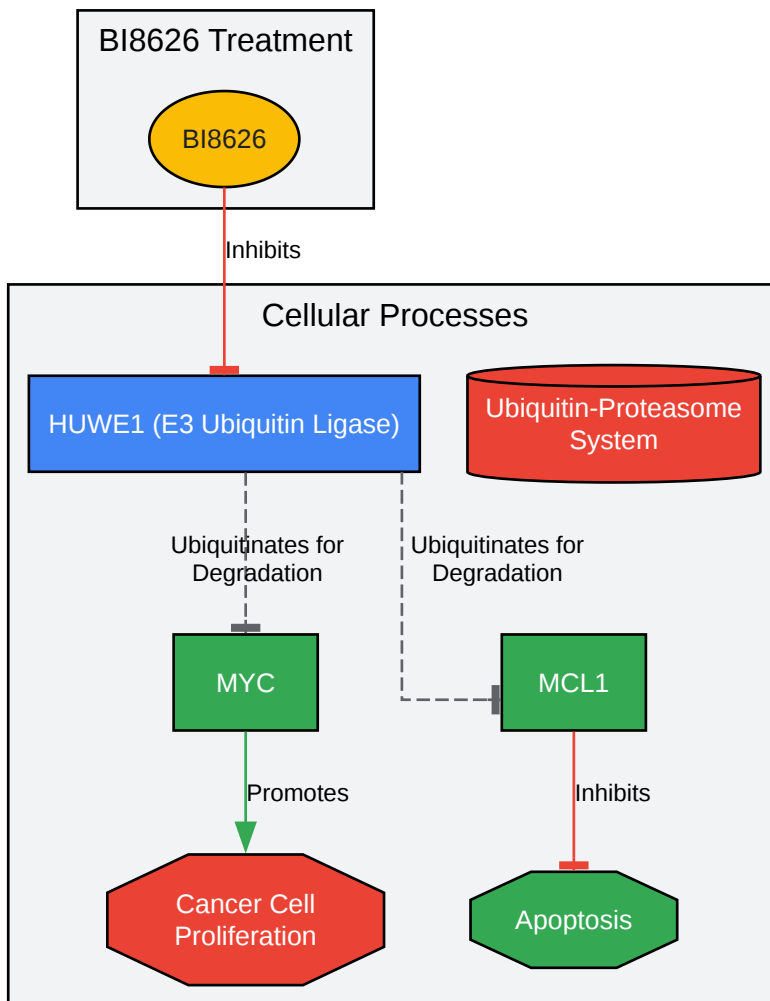 BI8626 Treatment
BI8626
Inhibits
Cellular Processes
HUWE1 (E3 Ubiquitin Ligase)
Ubiquitin-Proteasome
System
Ubiquitinates for
Degradation
Ubiquitinates for
Degradation
MYC
MCL1
Promotes
Inhibits
Cancer Cell
Proliferation
Apoptosis